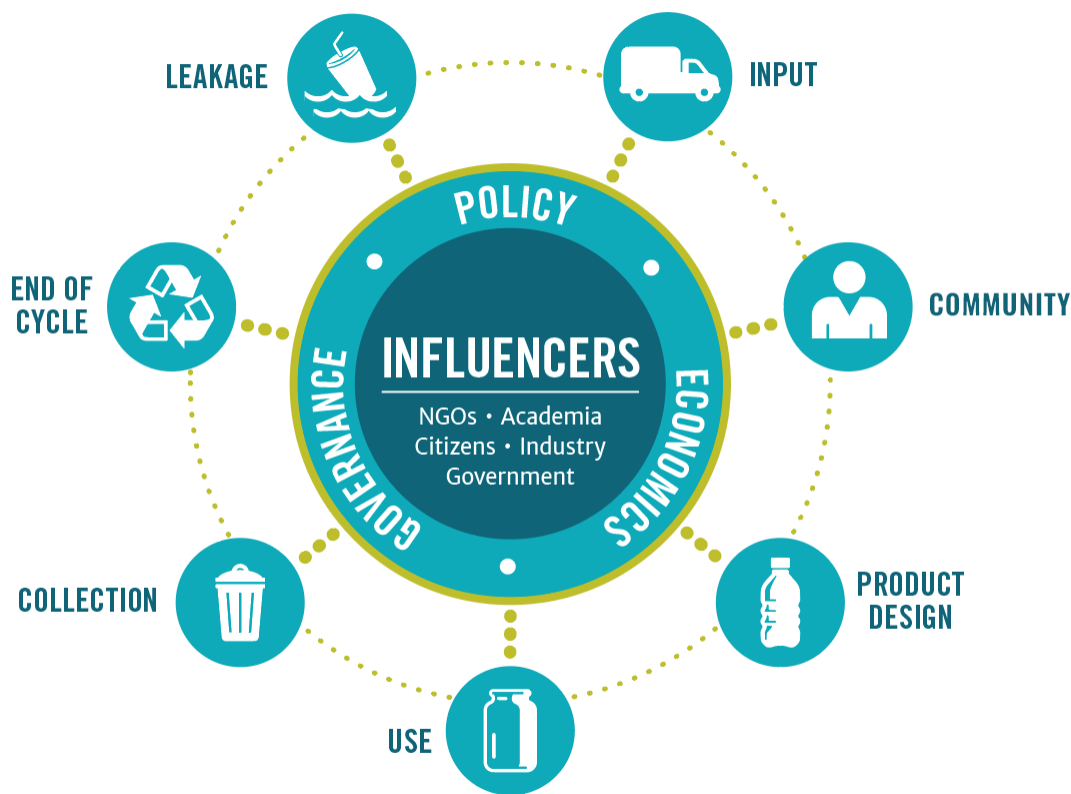 LEAKAGE
INPUT
POLICY
END OF
CYCLE
COMMUNITY
GOVERNANCE
ECONOMICS
INFLUENCERS
NGOs • Academia
Citizens • Industry
Government
COLLECTION
PRODUCT
DESIGN
USE